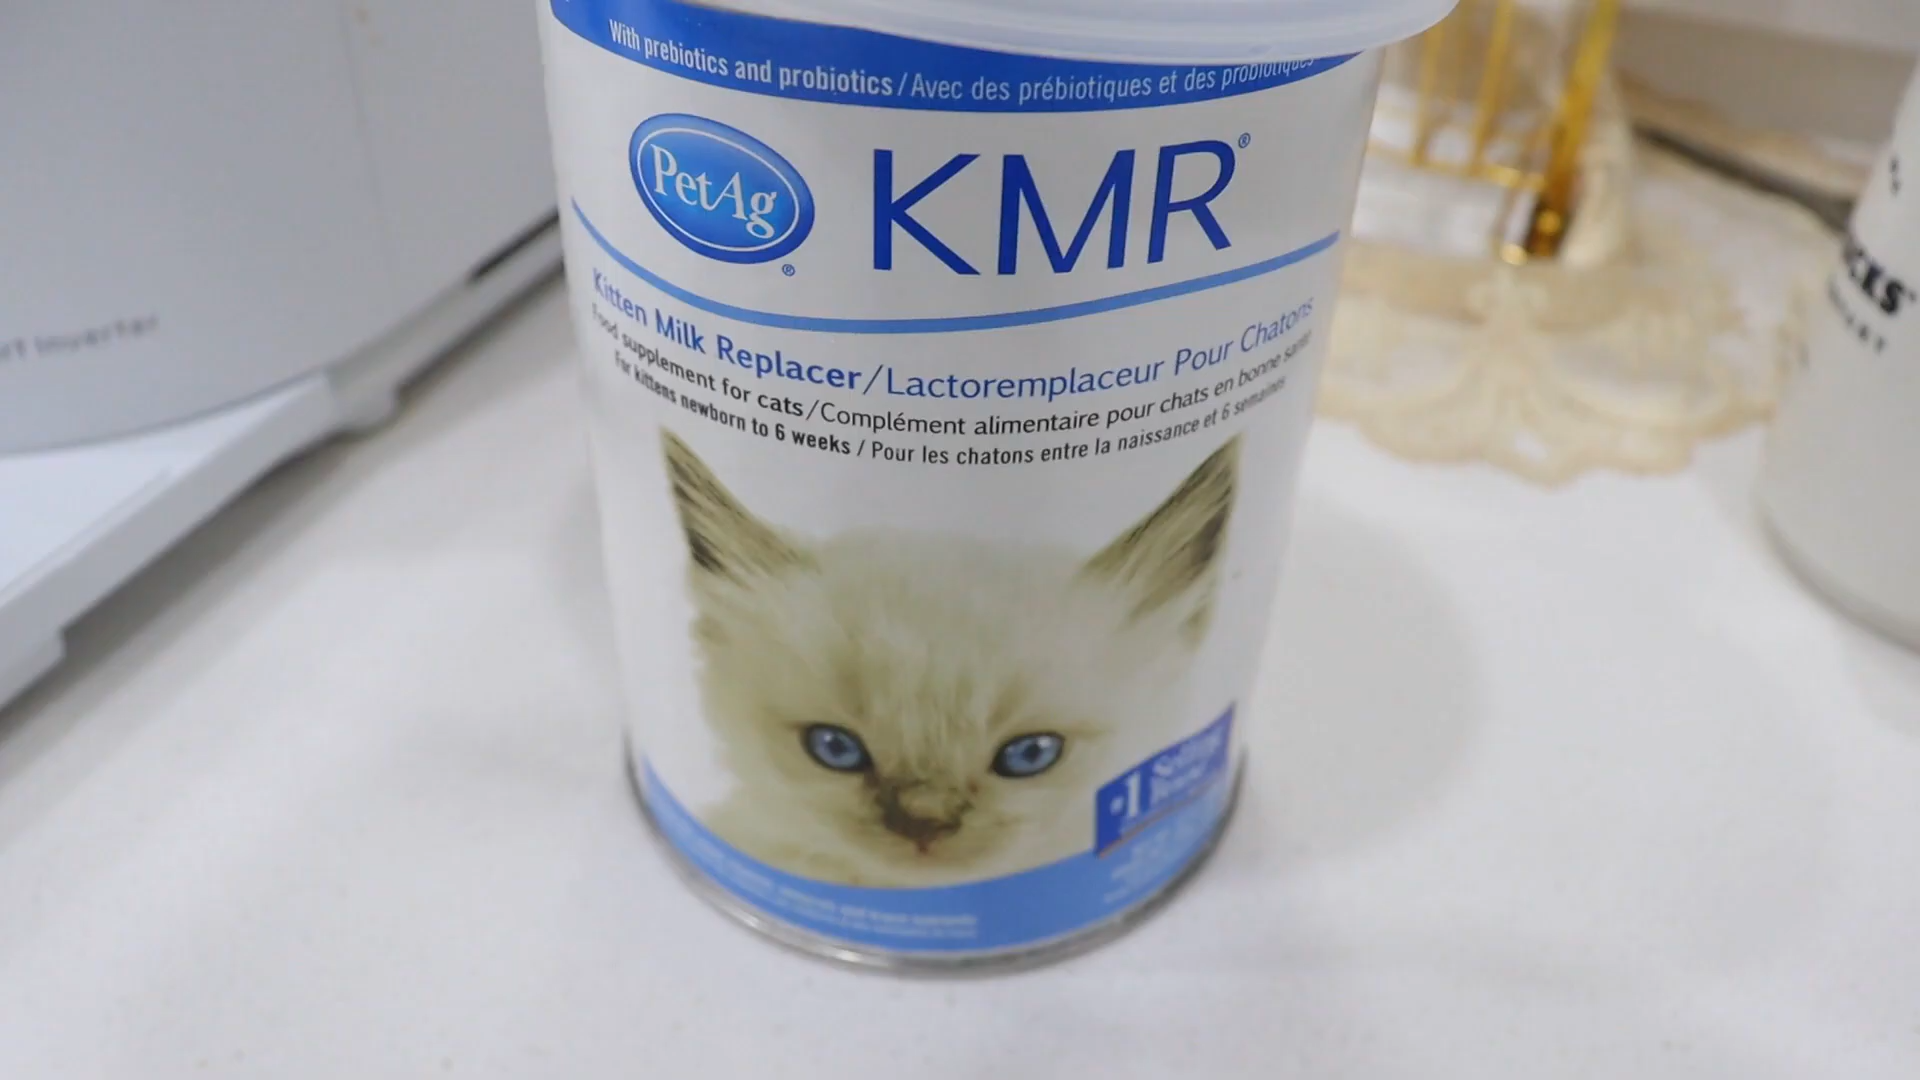 With prebiotics and probiotics / Avec des prébiotiques et des probiotiques
PetAg®
KMR®
Kitten Milk Replacer/Lactoremplaceur Pour Chatons
Food supplement for cats/Complément alimentaire pour chats en bonne santé
For kittens newborn to 6 weeks / Pour les chatons entre la naissance et 6 semaines
#1
Inverter
CKS®